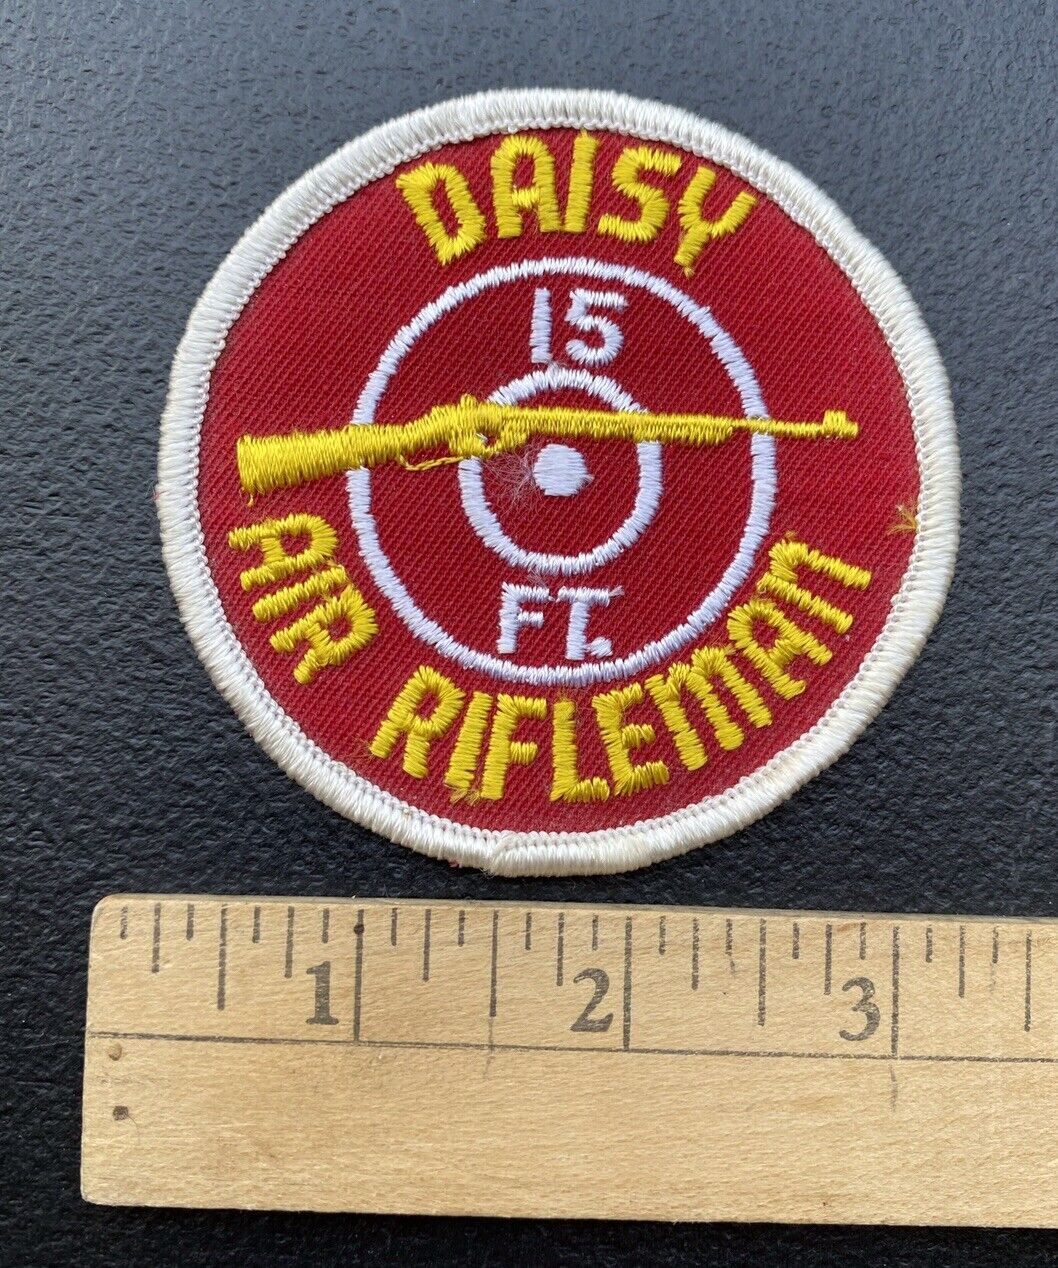 DAISY
15
FT.
AIR RIFLEMAN
1 2 3